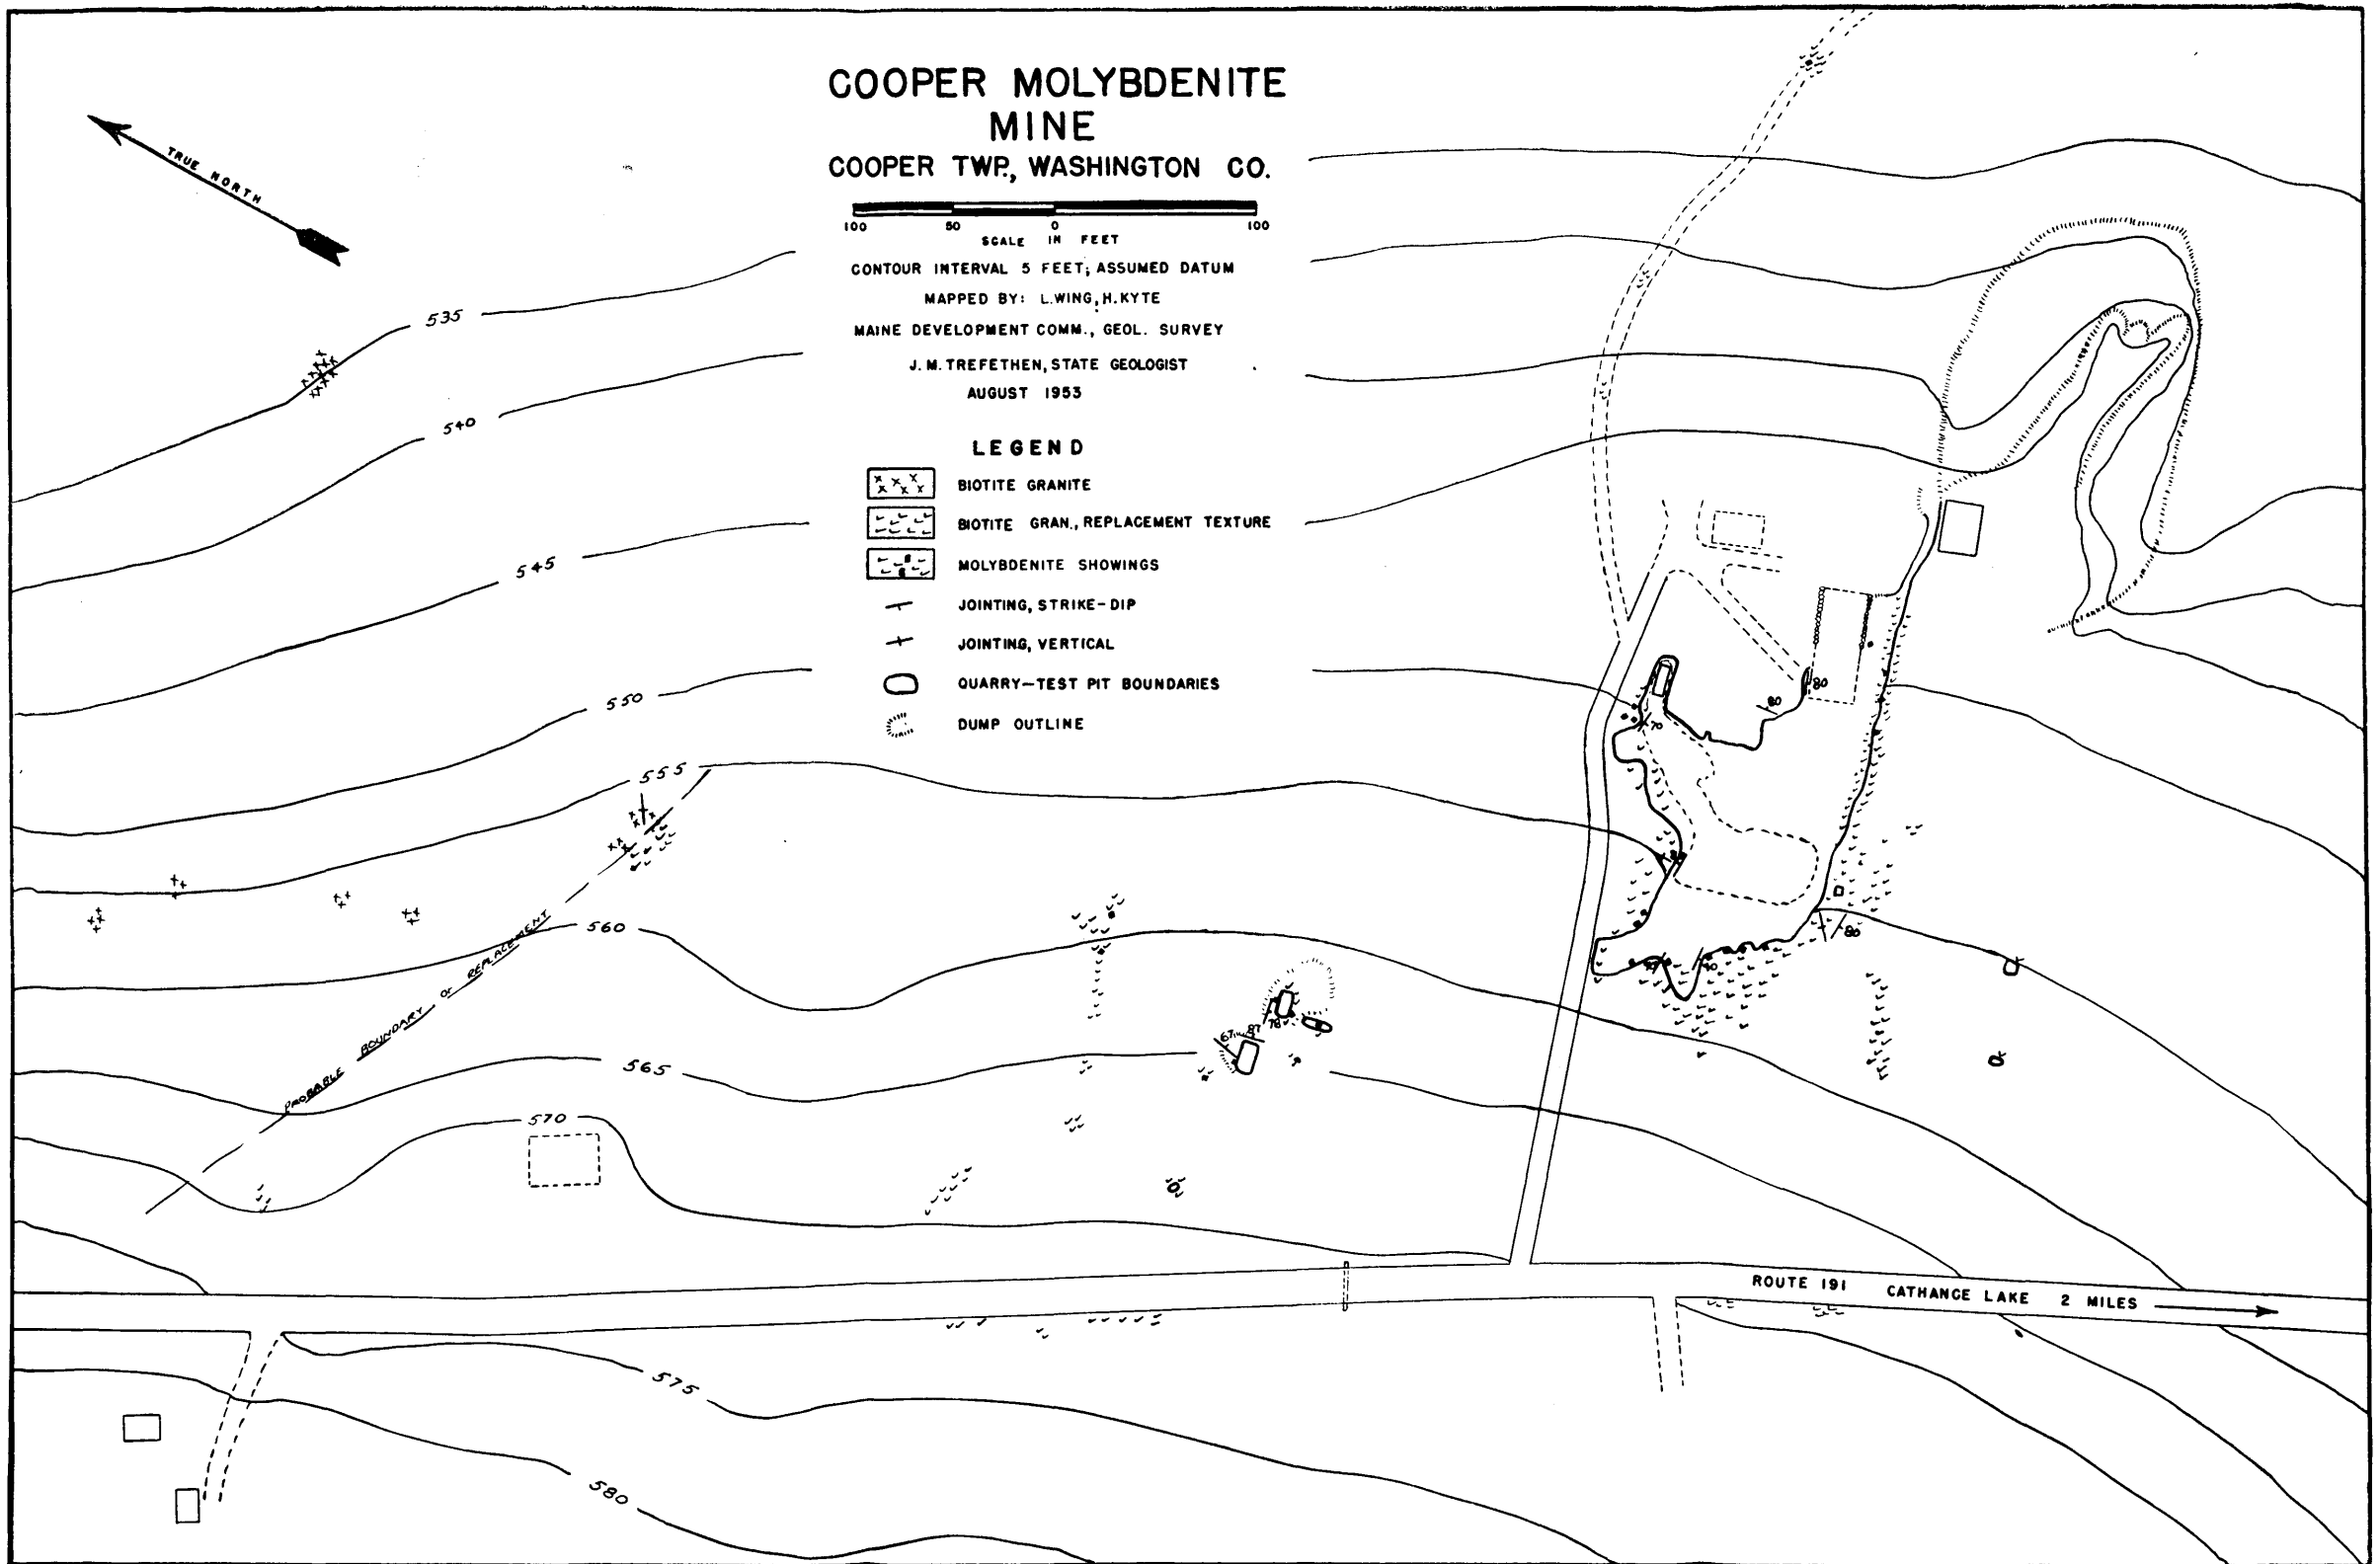 COOPER MOLYBDENITE
MINE
COOPER TWP., WASHINGTON CO.
100 50 0 100
SCALE IN FEET
CONTOUR INTERVAL 5 FEET; ASSUMED DATUM
MAPPED BY: L.WING, H.KYTE
MAINE DEVELOPMENT COMM., GEOL. SURVEY
J. M. TREFETHEN, STATE GEOLOGIST
AUGUST 1953
LEGEND
BIOTITE GRANITE
BIOTITE GRAN., REPLACEMENT TEXTURE
MOLYBDENITE SHOWINGS
JOINTING, STRIKE-DIP
JOINTING, VERTICAL
QUARRY-TEST PIT BOUNDARIES
DUMP OUTLINE
TRUE NORTH
535
540
545
550
555
560
565
570
575
580
PROBABLE BOUNDARY OF REPLACEMENT
80
80
70
80
67
87
78
ROUTE 191 CATHANCE LAKE 2 MILES